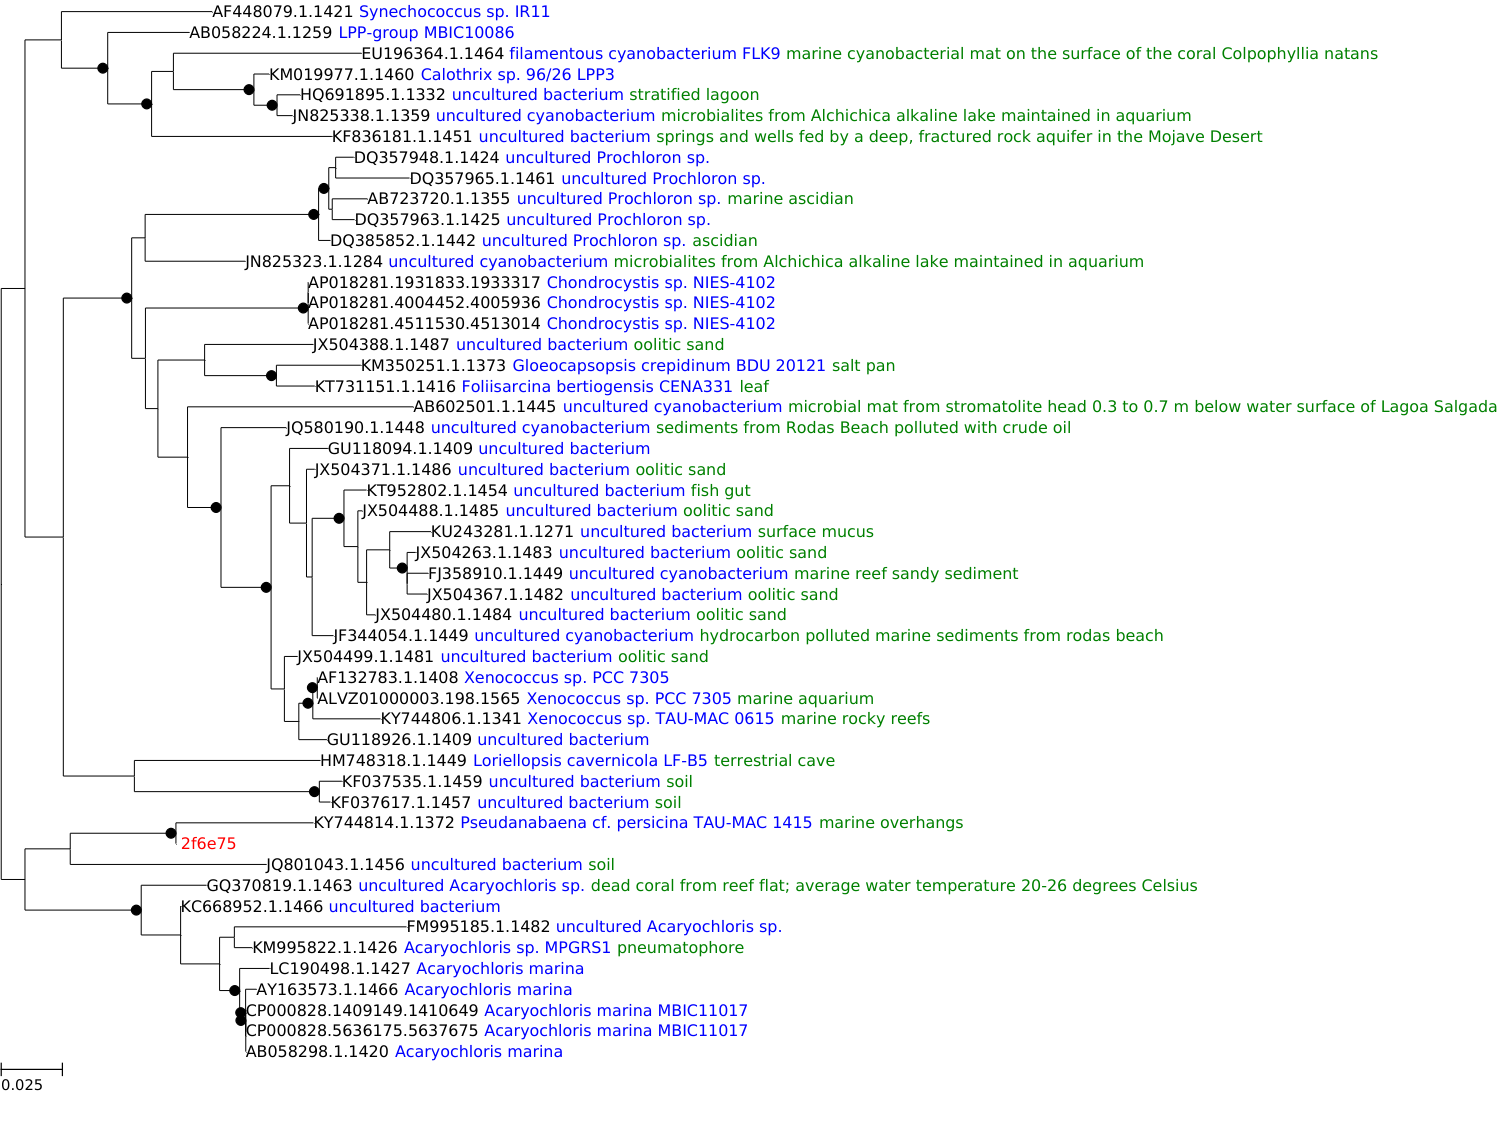 AF448079.1.1421 Synechococcus sp. IR11
AB058224.1.1259 LPP-group MBIC10086
EU196364.1.1464 filamentous cyanobacterium FLK9 marine cyanobacterial mat on the surface of the coral Colpophyllia natans
KM019977.1.1460 Calothrix sp. 96/26 LPP3
HQ691895.1.1332 uncultured bacterium stratified lagoon
JN825338.1.1359 uncultured cyanobacterium microbialites from Alchichica alkaline lake maintained in aquarium
KF836181.1.1451 uncultured bacterium springs and wells fed by a deep, fractured rock aquifer in the Mojave Desert
DQ357948.1.1424 uncultured Prochloron sp.
DQ357965.1.1461 uncultured Prochloron sp.
AB723720.1.1355 uncultured Prochloron sp. marine ascidian
DQ357963.1.1425 uncultured Prochloron sp.
DQ385852.1.1442 uncultured Prochloron sp. ascidian
JN825323.1.1284 uncultured cyanobacterium microbialites from Alchichica alkaline lake maintained in aquarium
AP018281.1931833.1933317 Chondrocystis sp. NIES-4102
AP018281.4004452.4005936 Chondrocystis sp. NIES-4102
AP018281.4511530.4513014 Chondrocystis sp. NIES-4102
JX504388.1.1487 uncultured bacterium oolitic sand
KM350251.1.1373 Gloeocapsopsis crepidinum BDU 20121 salt pan
KT731151.1.1416 Foliisarcina bertiogensis CENA331 leaf
AB602501.1.1445 uncultured cyanobacterium microbial mat from stromatolite head 0.3 to 0.7 m below water surface of Lagoa Salgada
JQ580190.1.1448 uncultured cyanobacterium sediments from Rodas Beach polluted with crude oil
GU118094.1.1409 uncultured bacterium
JX504371.1.1486 uncultured bacterium oolitic sand
KT952802.1.1454 uncultured bacterium fish gut
JX504488.1.1485 uncultured bacterium oolitic sand
KU243281.1.1271 uncultured bacterium surface mucus
JX504263.1.1483 uncultured bacterium oolitic sand
FJ358910.1.1449 uncultured cyanobacterium marine reef sandy sediment
JX504367.1.1482 uncultured bacterium oolitic sand
JX504480.1.1484 uncultured bacterium oolitic sand
JF344054.1.1449 uncultured cyanobacterium hydrocarbon polluted marine sediments from rodas beach
JX504499.1.1481 uncultured bacterium oolitic sand
AF132783.1.1408 Xenococcus sp. PCC 7305
ALVZ01000003.198.1565 Xenococcus sp. PCC 7305 marine aquarium
KY744806.1.1341 Xenococcus sp. TAU-MAC 0615 marine rocky reefs
GU118926.1.1409 uncultured bacterium
HM748318.1.1449 Loriellopsis cavernicola LF-B5 terrestrial cave
KF037535.1.1459 uncultured bacterium soil
KF037617.1.1457 uncultured bacterium soil
KY744814.1.1372 Pseudanabaena cf. persicina TAU-MAC 1415 marine overhangs
2f6e75
JQ801043.1.1456 uncultured bacterium soil
GQ370819.1.1463 uncultured Acaryochloris sp. dead coral from reef flat; average water temperature 20-26 degrees Celsius
KC668952.1.1466 uncultured bacterium
FM995185.1.1482 uncultured Acaryochloris sp.
KM995822.1.1426 Acaryochloris sp. MPGRS1 pneumatophore
LC190498.1.1427 Acaryochloris marina
AY163573.1.1466 Acaryochloris marina
CP000828.1409149.1410649 Acaryochloris marina MBIC11017
CP000828.5636175.5637675 Acaryochloris marina MBIC11017
AB058298.1.1420 Acaryochloris marina
0.025